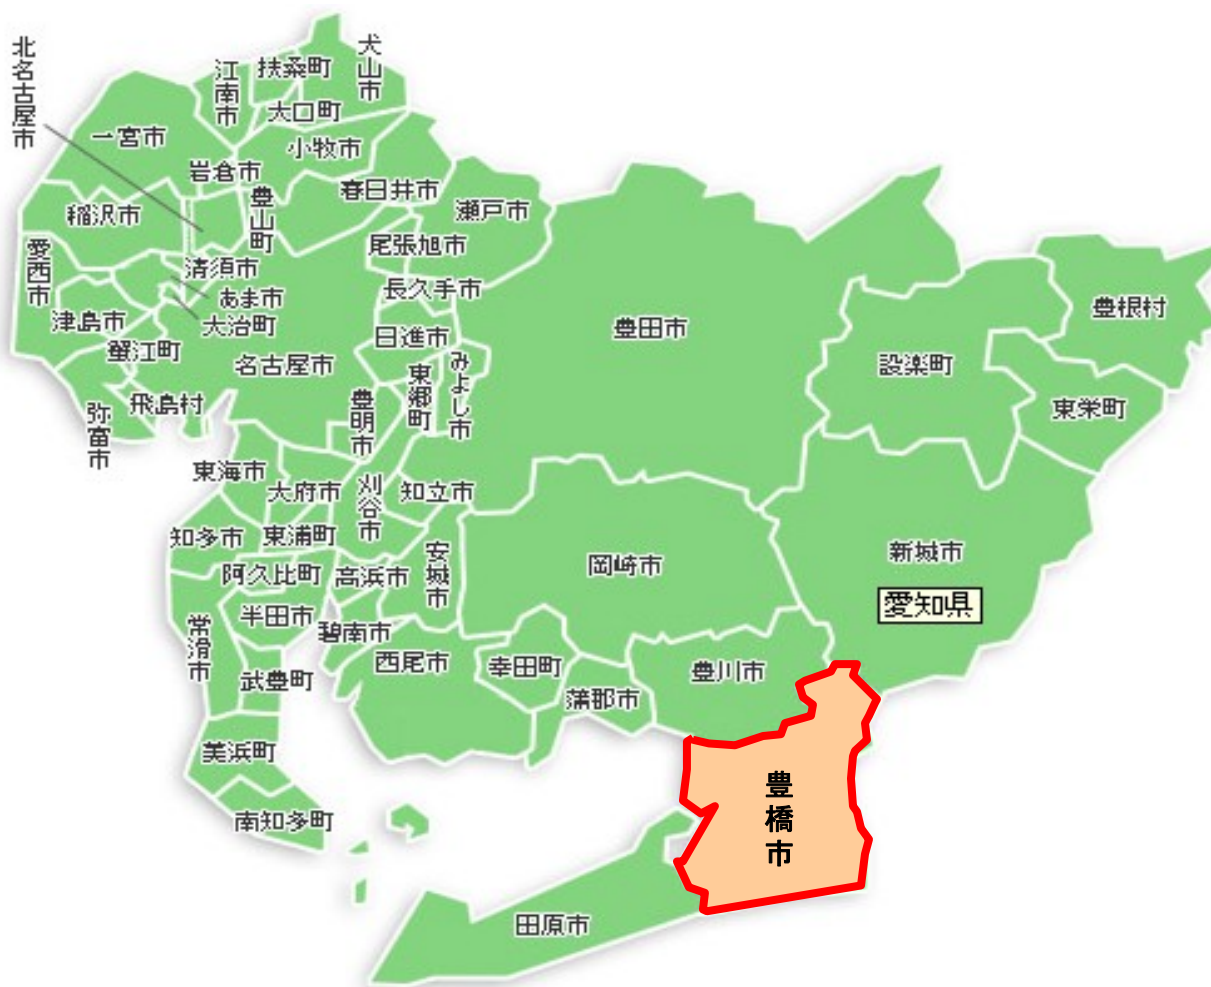 北名古屋市
江南市
扶桑町
犬山市
大口町
一宮市
小牧市
岩倉市
春日井市
豊山町
稲沢市
瀬戸市
尾張旭市
愛西市
清須市
あま市
長久手市
津島市
大治町
豊田市
豊根村
蟹江町
名古屋市
日進市
みよし市
東郷町
設楽町
飛島村
豊明市
東栄町
弥富市
東海市
大府市
刈谷市
知立市
知多市
東浦町
安城市
岡崎市
新城市
阿久比町
高浜市
愛知県
半田市
碧南市
常滑市
西尾市
幸田町
豊川市
武豊町
蒲郡市
美浜町
豊橋市
南知多町
田原市